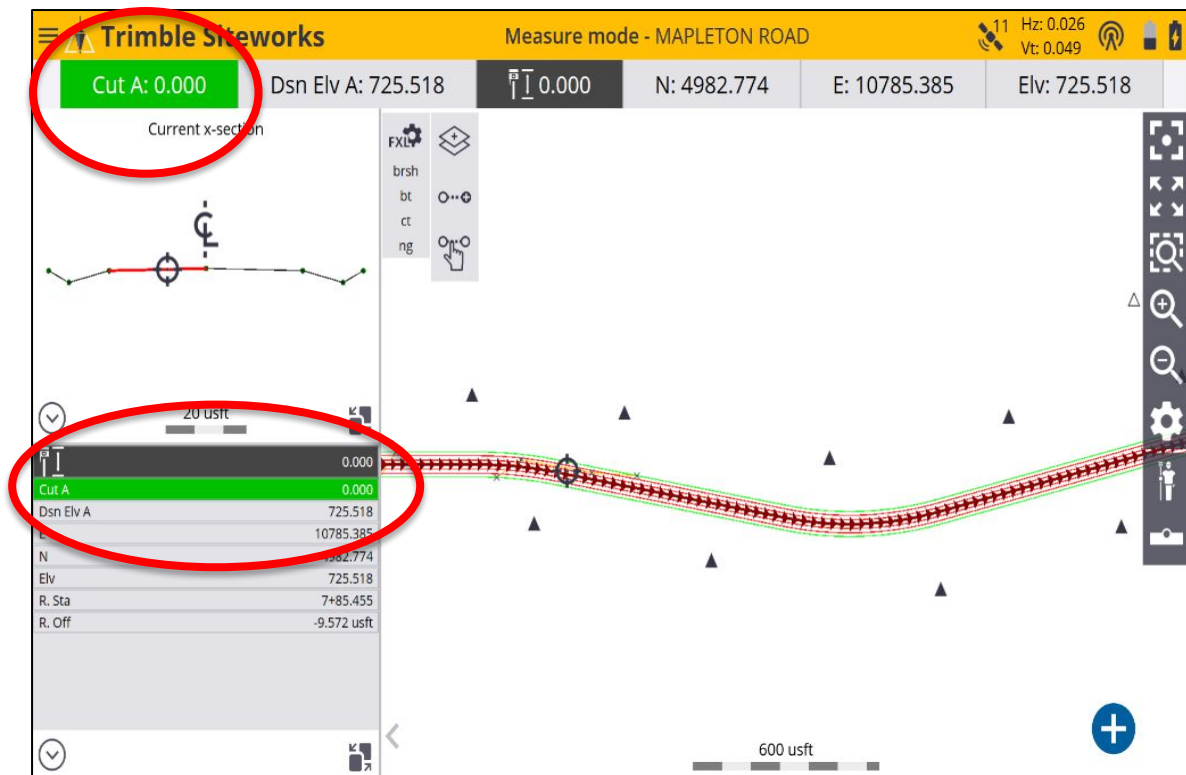 Trimble Siteworks
Measure mode - MAPLETON ROAD
11
Hz: 0.026
Vt: 0.049
Cut A: 0.000
Dsn Elv A: 725.518
0.000
N: 4982.774
E: 10785.385
Elv: 725.518
Current x-section
℄
20 usft
0.000
Cut A 0.000
Dsn Elv A 725.518
E 10785.385
N 4982.774
Elv 725.518
R. Sta 7+85.455
R. Off -9.572 usft
FXL
brsh
bt
ct
ng
600 usft